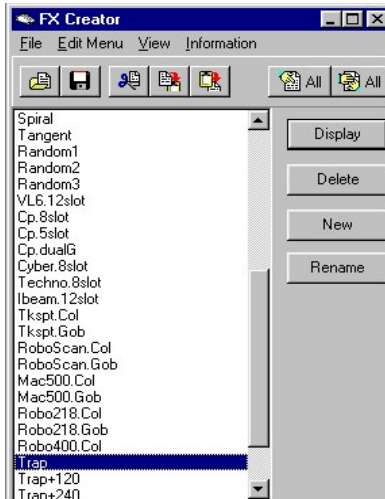 FX Creator
File Edit Menu View Information
All All
Spiral
Tangent
Random1
Random2
Random3
VL6.12slot
Cp.8slot
Cp.5slot
Cp.dualG
Cyber.8slot
Techno.8slot
Ibeam.12slot
Tkspt.Col
Tkspt.Gob
RoboScan.Col
RoboScan.Gob
Mac500.Col
Mac500.Gob
Robo218.Col
Robo218.Gob
Robo400.Col
Trap
Trap+120
Trap+240
Display
Delete
New
Rename